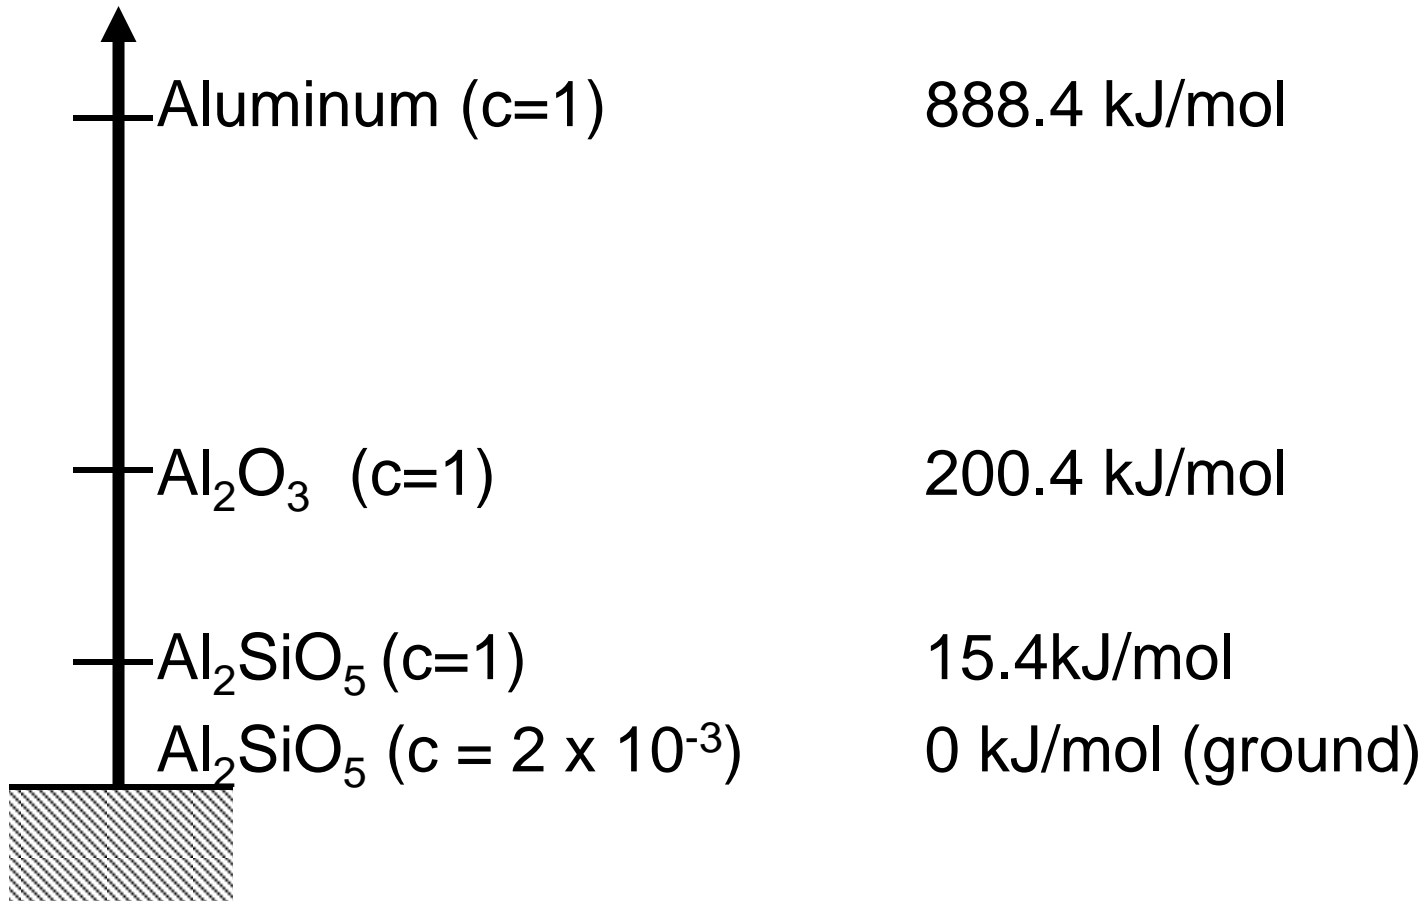 Aluminum (c=1) 888.4 kJ/mol
Al₂O₃ (c=1) 200.4 kJ/mol
Al₂SiO₅ (c=1) 15.4kJ/mol
Al₂SiO₅ (c = 2 x 10⁻³) 0 kJ/mol (ground)